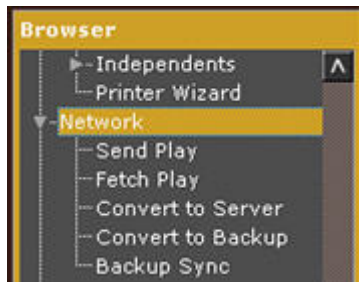 Browser
Independents
Printer Wizard
Network
Send Play
Fetch Play
Convert to Server
Convert to Backup
Backup Sync